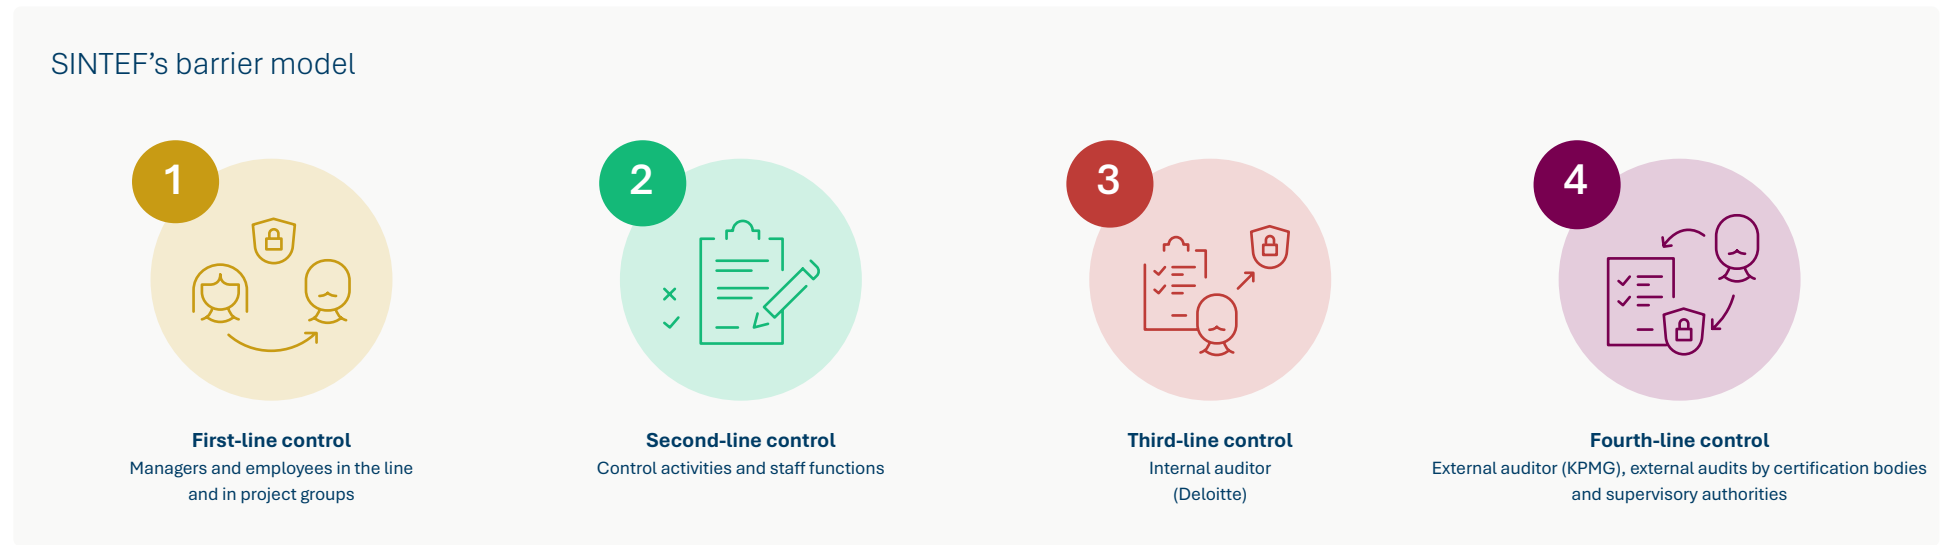 SINTEF's barrier model
1
2
3
4
First-line control
Managers and employees in the line
and in project groups
Second-line control
Control activities and staff functions
Third-line control
Internal auditor
(Deloitte)
Fourth-line control
External auditor (KPMG), external audits by certification bodies
and supervisory authorities